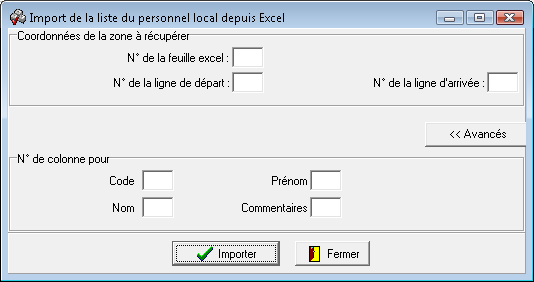 Import de la liste du personnel local depuis Excel
Coordonnées de la zone à récupérer
N° de la feuille excel :
N° de la ligne de départ : N° de la ligne d'arrivée :
<< Avancés
N° de colonne pour
Code Prénom
Nom Commentaires
Importer Fermer